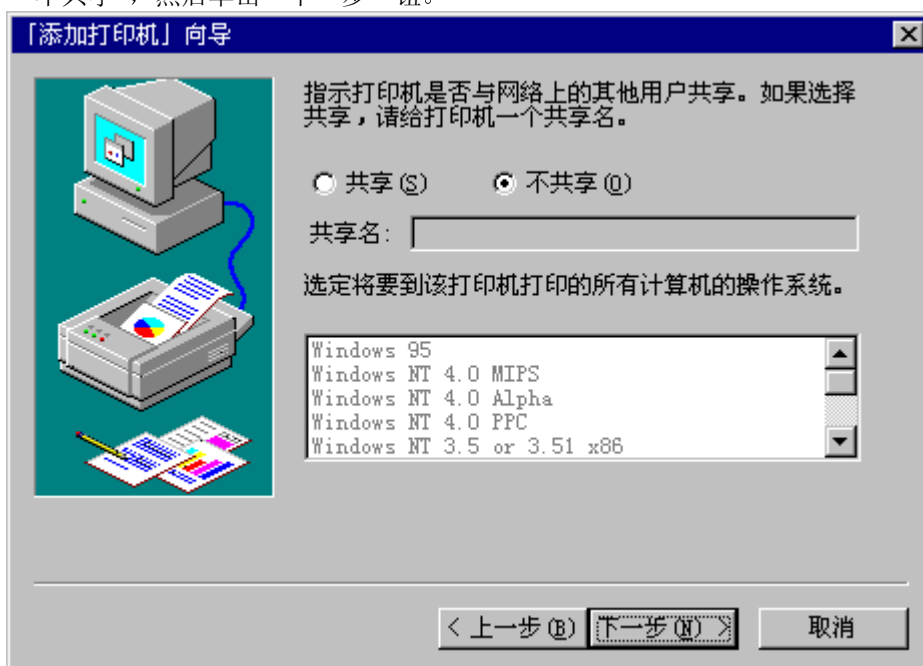 「添加打印机」向导
指示打印机是否与网络上的其他用户共享。如果选择
共享，请给打印机一个共享名。
共享(S) 不共享(O)
共享名:
选定将要到该打印机打印的所有计算机的操作系统。
Windows 95
Windows NT 4.0 MIPS
Windows NT 4.0 Alpha
Windows NT 4.0 PPC
Windows NT 3.5 or 3.51 x86
< 上一步(B) 下一步(N) > 取消